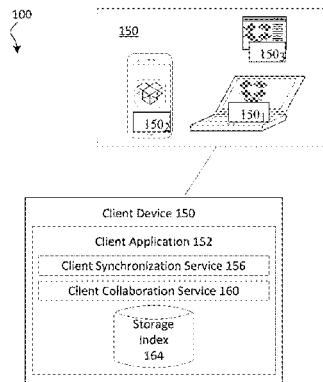 100
150
150
150
150
Client Device 150
Client Application 152
Client Synchronization Service 156
Client Collaboration Service 160
Storage
Index
164